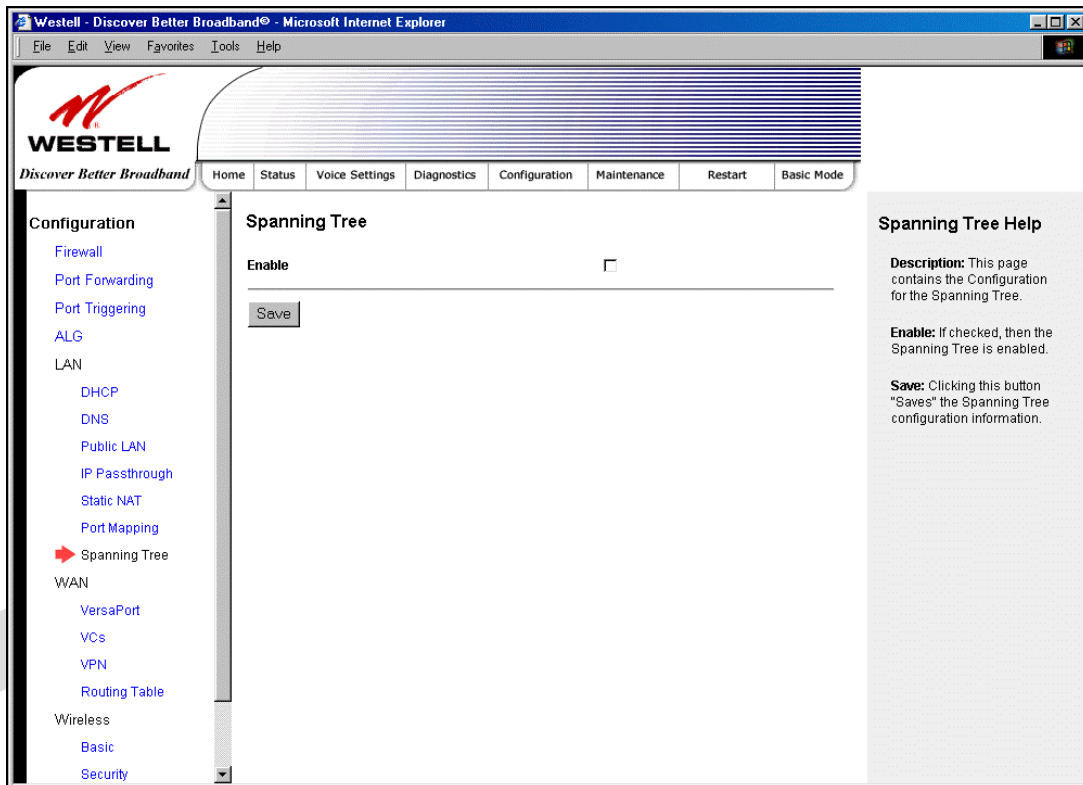 Westell - Discover Better Broadband® - Microsoft Internet Explorer
File Edit View Favorites Tools Help
WESTELL
Discover Better Broadband
Home Status Voice Settings Diagnostics Configuration Maintenance Restart Basic Mode
Configuration
Firewall
Port Forwarding
Port Triggering
ALG
LAN
DHCP
DNS
Public LAN
IP Passthrough
Static NAT
Port Mapping
Spanning Tree
WAN
VersaPort
VCs
VPN
Routing Table
Wireless
Basic
Security
Spanning Tree
Enable
Save
Spanning Tree Help
Description: This page
contains the Configuration
for the Spanning Tree.
Enable: If checked, then the
Spanning Tree is enabled.
Save: Clicking this button
"Saves" the Spanning Tree
configuration information.